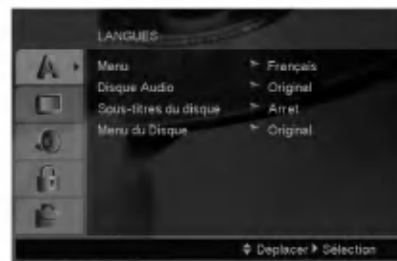 LANGUES
Menu Français
Disque Audio Original
Sous-titres du disque Arret
Menu du Disque Original
Deplacer Sélection